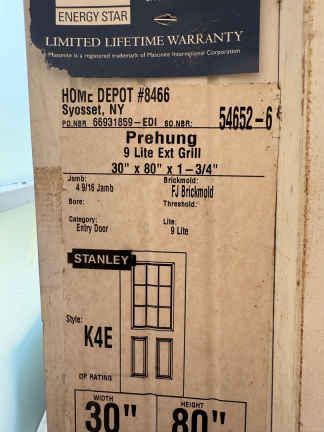 ENERGY STAR
LIMITED LIFETIME WARRANTY
Masonite is a registered trademark of Masonite International Corporation
HOME DEPOT #8466
Syosset, NY
PO.NBR 66931859-EDI SO.NBR: 54652-6
Prehung
9 Lite Ext Grill
30" x 80" x 1-3/4"
Jamb: Brickmold:
4 9/16 Jamb FJ Brickmold
Bore: Threshold:
Category: Lite:
Entry Door 9 Lite
STANLEY
Style:
K4E
DP RATING
WIDTH HEIGHT
30" 80"